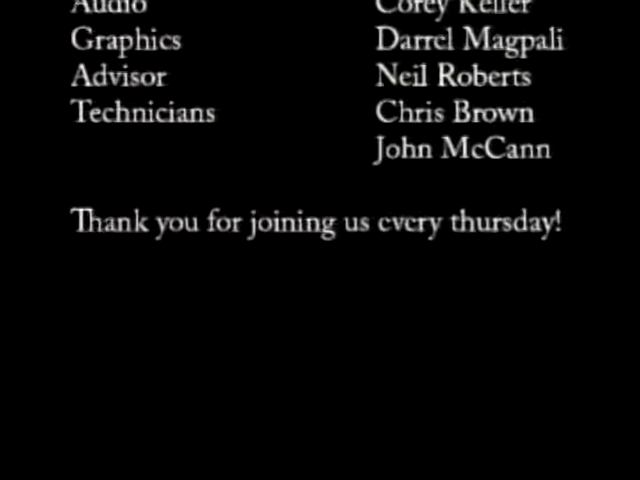 Audio Corey Keller
Graphics Darrel Magpali
Advisor Neil Roberts
Technicians Chris Brown
John McCann
Thank you for joining us every thursday!